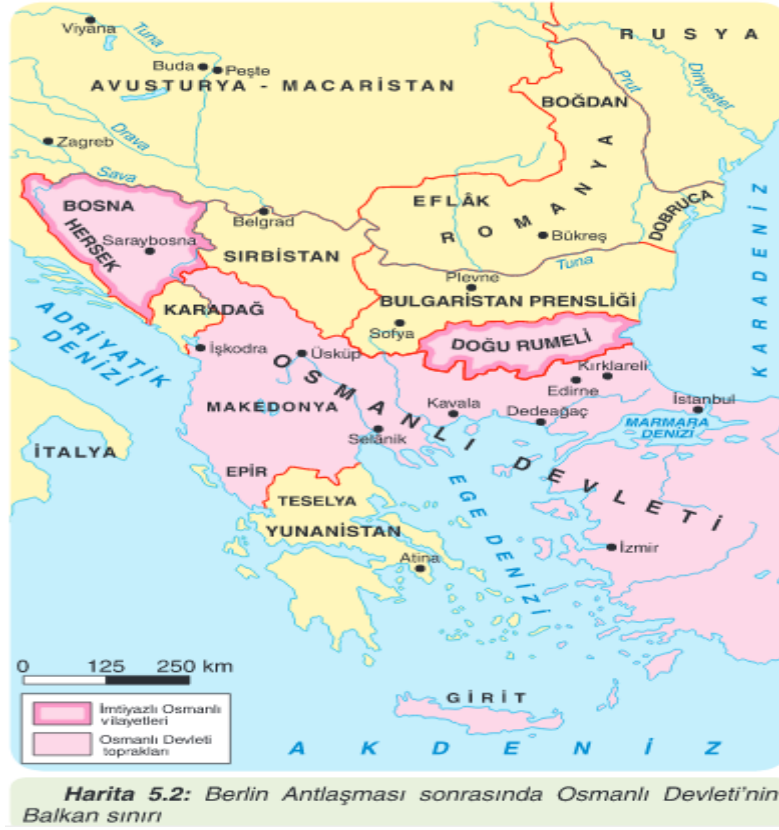 Viyana
Tuna
RUSYA
Buda
Peşte
AVUSTURYA - MACARİSTAN
Prut
Dinyester
BOĞDAN
Zagreb
Drava
Sava
BOSNA
HERSEK
Saraybosna
Belgrad
SIRBİSTAN
EFLÂK
ROMANYA
Bükreş
DOBRUCA
KARADENİZ
Tuna
Plevne
BULGARİSTAN PRENSLİĞİ
KARADAĞ
Sofya
DOĞU RUMELİ
ADRİYATİK
DENİZİ
İşkodra
Üsküp
OSMANLI DEVLETİ
Kırklareli
Edirne
MAKEDONYA
Kavala
Dedeağaç
İstanbul
MARMARA
DENİZİ
Selânik
İTALYA
EPİR
TESELYA
YUNANİSTAN
EGE DENİZİ
Atina
İzmir
0 125 250 km
GİRİT
İmtiyazlı Osmanlı
vilayetleri
Osmanlı Devleti
toprakları
AKDENİZ
Harita 5.2: Berlin Antlaşması sonrasında Osmanlı Devleti'nin
Balkan sınırı